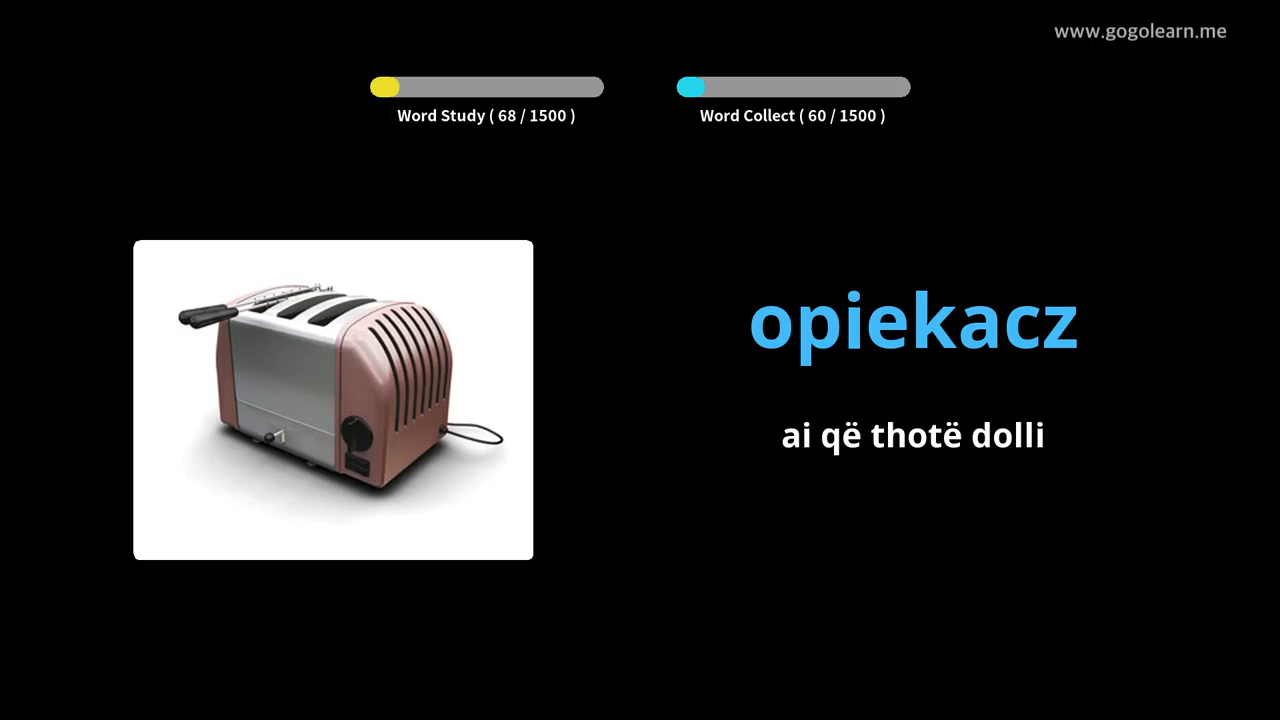 www.gogolearn.me
Word Study ( 68 / 1500 )
Word Collect ( 60 / 1500 )
opiekacz
ai që thotë dolli